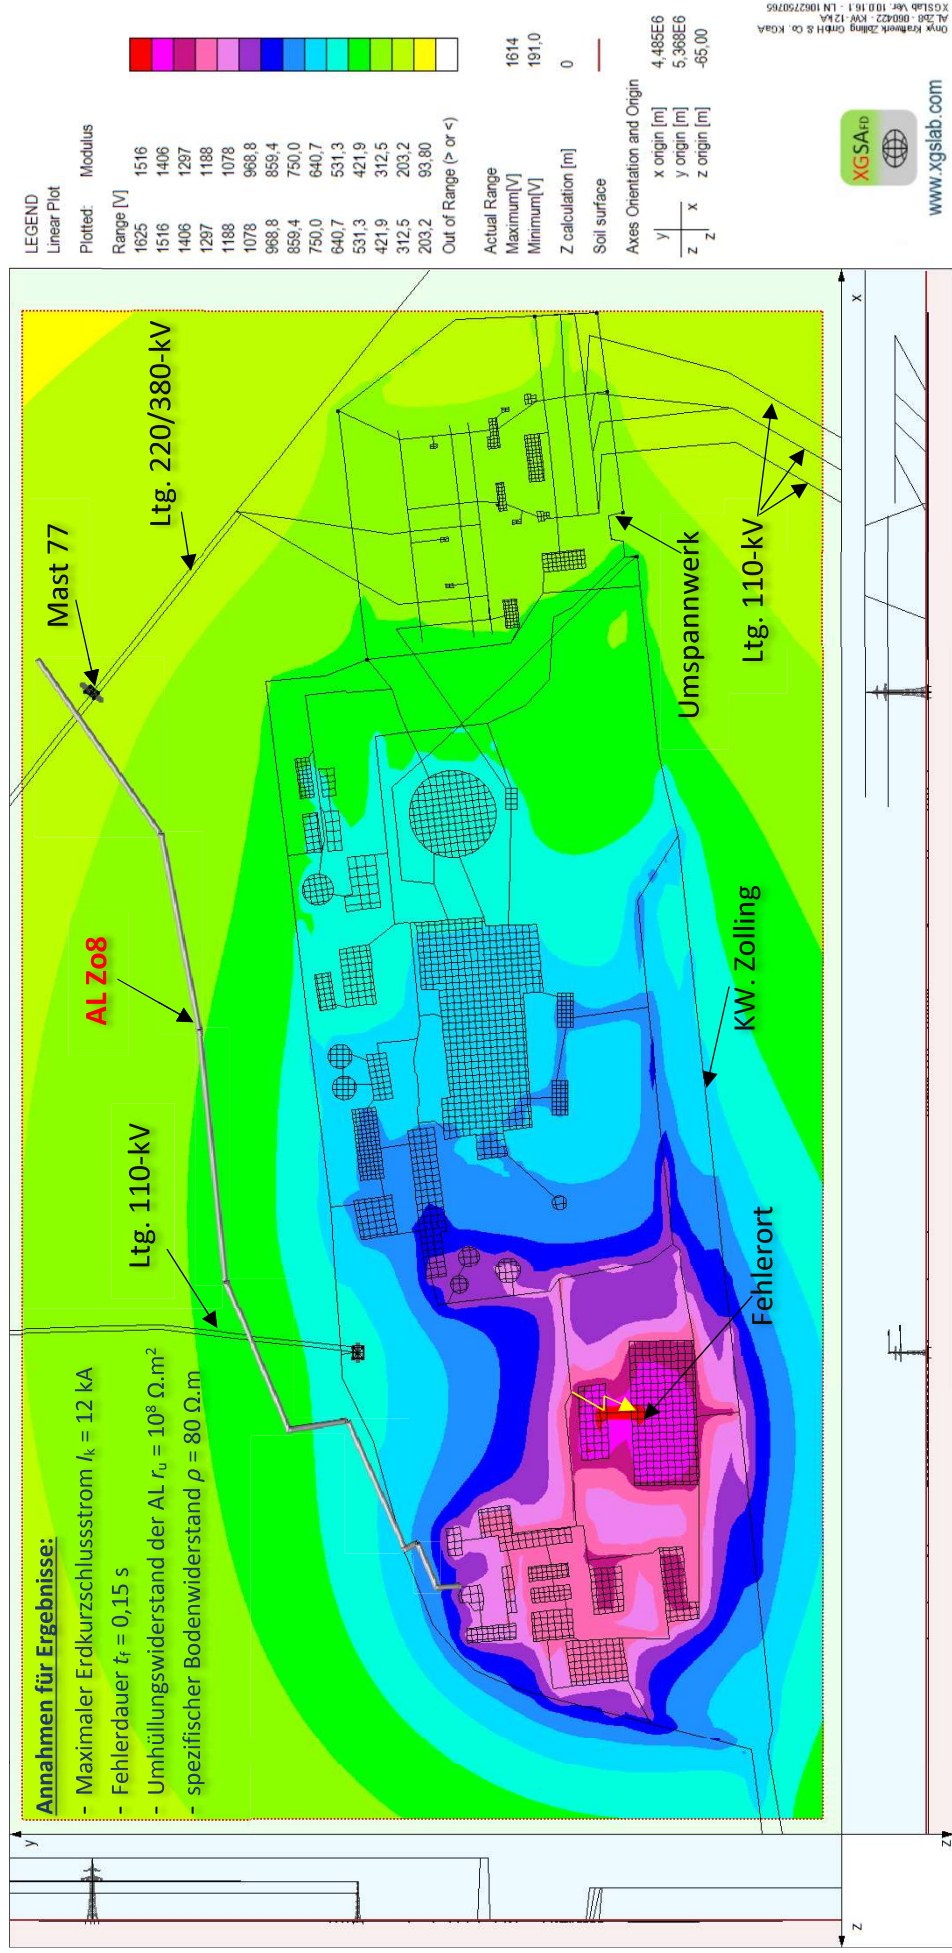 Annahmen für Ergebnisse:
- Maximaler Erdkurzschlussstrom Iₖ = 12 kA
- Fehlerdauer t_f = 0,15 s
- Umhüllungswiderstand der AL rᵤ = 10⁸ Ω.m²
- spezifischer Bodenwiderstand ρ = 80 Ω.m
Ltg. 110-kV
AL Zo8
Mast 77
Ltg. 220/380-kV
Fehlerort
KW. Zolling
Umspannwerk
Ltg. 110-kV
y
x
z
z
LEGEND
Linear Plot
Plotted: Modulus
Range [V]
1625 1516
1516 1406
1406 1297
1297 1188
1188 1078
1078 968,8
968,8 859,4
859,4 750,0
750,0 640,7
640,7 531,3
531,3 421,9
421,9 312,5
312,5 203,2
203,2 93,80
Out of Range (> or <)
Actual Range
Maximum[V] 1614
Minimum[V] 191,0
Z calculation [m] 0
Soil surface
Axes Orientation and Origin
y
z x
z
x origin [m] 4,485E6
y origin [m] 5,368E6
z origin [m] -65,00
XGSA FD
www.xgslab.com
Onyx Kraftwerk Zolling GmbH & Co. KGaA
AL Zo8 - 060422 - KW-12 kA
XGSLab Ver. 10.0.16.1 - LN 1062750765